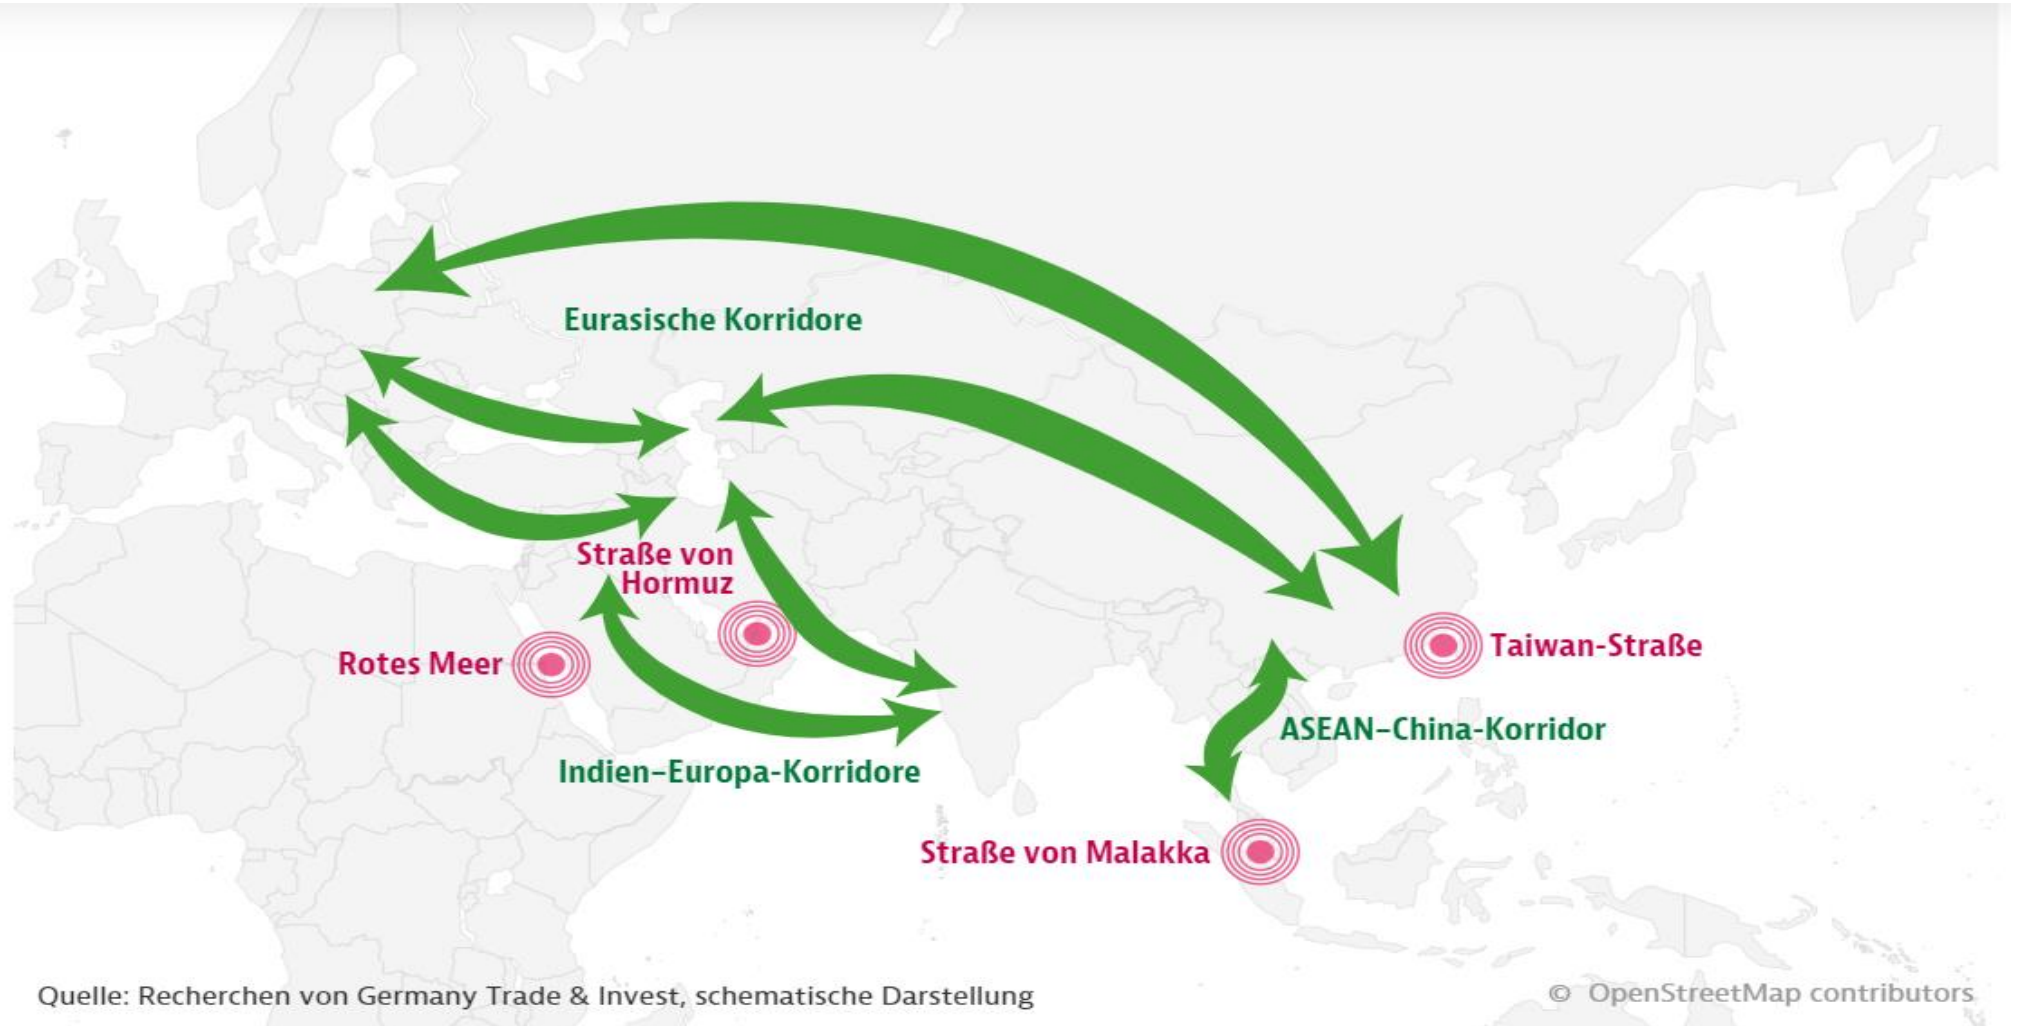 Eurasische Korridore
Straße von
Hormuz
Rotes Meer
Taiwan-Straße
ASEAN–China-Korridor
Indien–Europa-Korridore
Straße von Malakka
Quelle: Recherchen von Germany Trade & Invest, schematische Darstellung
© OpenStreetMap contributors